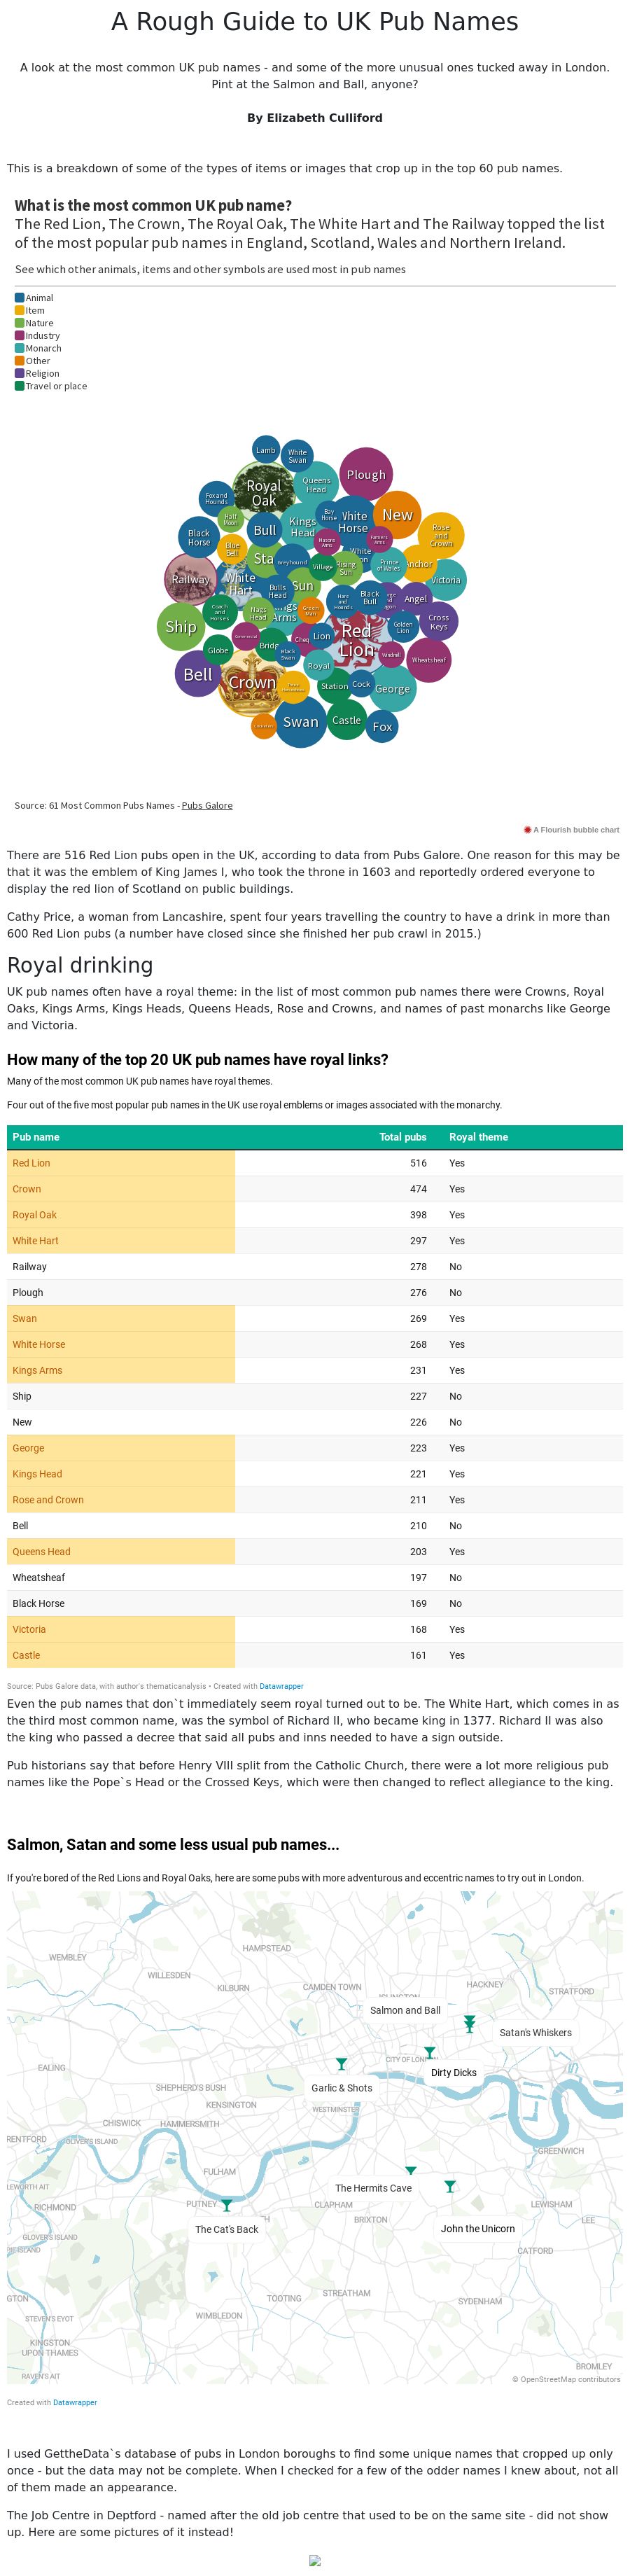 A Rough Guide to UK Pub Names
A look at the most common UK pub names - and some of the more unusual ones tucked away in London.
Pint at the Salmon and Ball, anyone?
By Elizabeth Culliford
This is a breakdown of some of the types of items or images that crop up in the top 60 pub names.
What is the most common UK pub name?
The Red Lion, The Crown, The Royal Oak, The White Hart and The Railway topped the list
of the most popular pub names in England, Scotland, Wales and Northern Ireland.
See which other animals, items and other symbols are used most in pub names
Animal
Item
Nature
Industry
Monarch
Other
Religion
Travel or place
Lamb
White
Swan
Plough
Queens
Head
Royal
Oak
Fox and
Hounds
Half
Moon
New
Bay
Horse
White
Horse
Kings
Head
Bull
Rose
and
Crown
Black
Horse
Blue
Bell
Masons
Arms
Farmers
Arms
Greyhound
Village
Rising
Sun
Prince
of Wales
Railway
White
Hart
Bulls
Head
Sun
Hare
and
Hounds
Black
Bull
Angel
Victoria
Ship
Coach
and
Horses
Nags
Head
Green
Man
Golden
Lion
Cross
Keys
Commercial
Lion
Red
Lion
Globe
Black
Swan
Windmill
Wheatsheaf
Royal
Bell
Crown
Station
Cock
George
Swan
Castle
Fox
Source: 61 Most Common Pubs Names - Pubs Galore
A Flourish bubble chart
There are 516 Red Lion pubs open in the UK, according to data from Pubs Galore. One reason for this may be
that it was the emblem of King James I, who took the throne in 1603 and reportedly ordered everyone to
display the red lion of Scotland on public buildings.
Cathy Price, a woman from Lancashire, spent four years travelling the country to have a drink in more than
600 Red Lion pubs (a number have closed since she finished her pub crawl in 2015.)
Royal drinking
UK pub names often have a royal theme: in the list of most common pub names there were Crowns, Royal
Oaks, Kings Arms, Kings Heads, Queens Heads, Rose and Crowns, and names of past monarchs like George
and Victoria.
How many of the top 20 UK pub names have royal links?
Many of the most common UK pub names have royal themes.
Four out of the five most popular pub names in the UK use royal emblems or images associated with the monarchy.
Pub name Total pubs Royal theme
Red Lion 516 Yes
Crown 474 Yes
Royal Oak 398 Yes
White Hart 297 Yes
Railway 278 No
Plough 276 No
Swan 269 Yes
White Horse 268 Yes
Kings Arms 231 Yes
Ship 227 No
New 226 No
George 223 Yes
Kings Head 221 Yes
Rose and Crown 211 Yes
Bell 210 No
Queens Head 203 Yes
Wheatsheaf 197 No
Black Horse 169 No
Victoria 168 Yes
Castle 161 Yes
Source: Pubs Galore data, with author's thematicanalysis • Created with Datawrapper
Even the pub names that don`t immediately seem royal turned out to be. The White Hart, which comes in as
the third most common name, was the symbol of Richard II, who became king in 1377. Richard II was also
the king who passed a decree that said all pubs and inns needed to have a sign outside.
Pub historians say that before Henry VIII split from the Catholic Church, there were a lot more religious pub
names like the Pope`s Head or the Crossed Keys, which were then changed to reflect allegiance to the king.
Salmon, Satan and some less usual pub names...
If you're bored of the Red Lions and Royal Oaks, here are some pubs with more adventurous and eccentric names to try out in London.
HAMPSTEAD
WEMBLEY
WILLESDEN
KILBURN
CAMDEN TOWN
HACKNEY
STRATFORD
Salmon and Ball
Satan's Whiskers
EALING
CITY OF
Dirty Dicks
SHEPHERD'S BUSH
Garlic & Shots
KENSINGTON
WESTMINSTER
CHISWICK
HAMMERSMITH
OLIVER'S ISLAND
GREENWICH
FULHAM
The Hermits Cave
RICHMOND
PUTNEY
CLAPHAM
BRIXTON
LEWISHAM
LEE
The Cat's Back
John the Unicorn
GLOVER'S ISLAND
CATFORD
TOOTING
STREATHAM
SYDENHAM
WIMBLEDON
STEVEN'S EYOT
KINGSTON
UPON THAMES
RAVEN'S AIT
BROMLEY
© OpenStreetMap contributors
Created with Datawrapper
I used GettheData`s database of pubs in London boroughs to find some unique names that cropped up only
once - but the data may not be complete. When I checked for a few of the odder names I knew about, not all
of them made an appearance.
The Job Centre in Deptford - named after the old job centre that used to be on the same site - did not show
up. Here are some pictures of it instead!